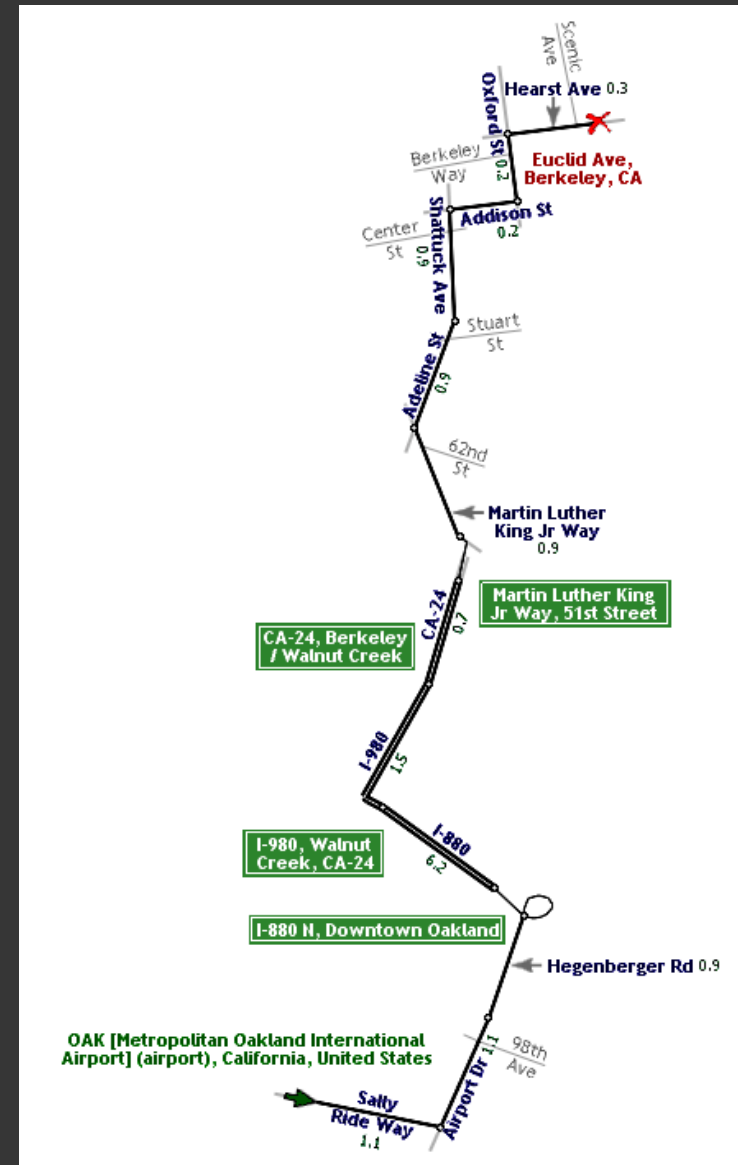 Scenic
Ave
Hearst Ave 0.3
Oxford St
0.2
Euclid Ave,
Berkeley, CA
Berkeley
Way
Addison St
0.2
Shattuck Ave
0.9
Center
St
Stuart
St
Adeline St
0.9
62nd
St
Martin Luther
King Jr Way
0.9
Martin Luther King
Jr Way, 51st Street
CA-24
0.7
CA-24, Berkeley
/ Walnut Creek
I-980
1.5
I-980, Walnut
Creek, CA-24
I-880
6.2
I-880 N, Downtown Oakland
Hegenberger Rd 0.9
98th
Ave
Airport Dr 1.1
OAK [Metropolitan Oakland International
Airport] (airport), California, United States
Sally
Ride Way
1.1